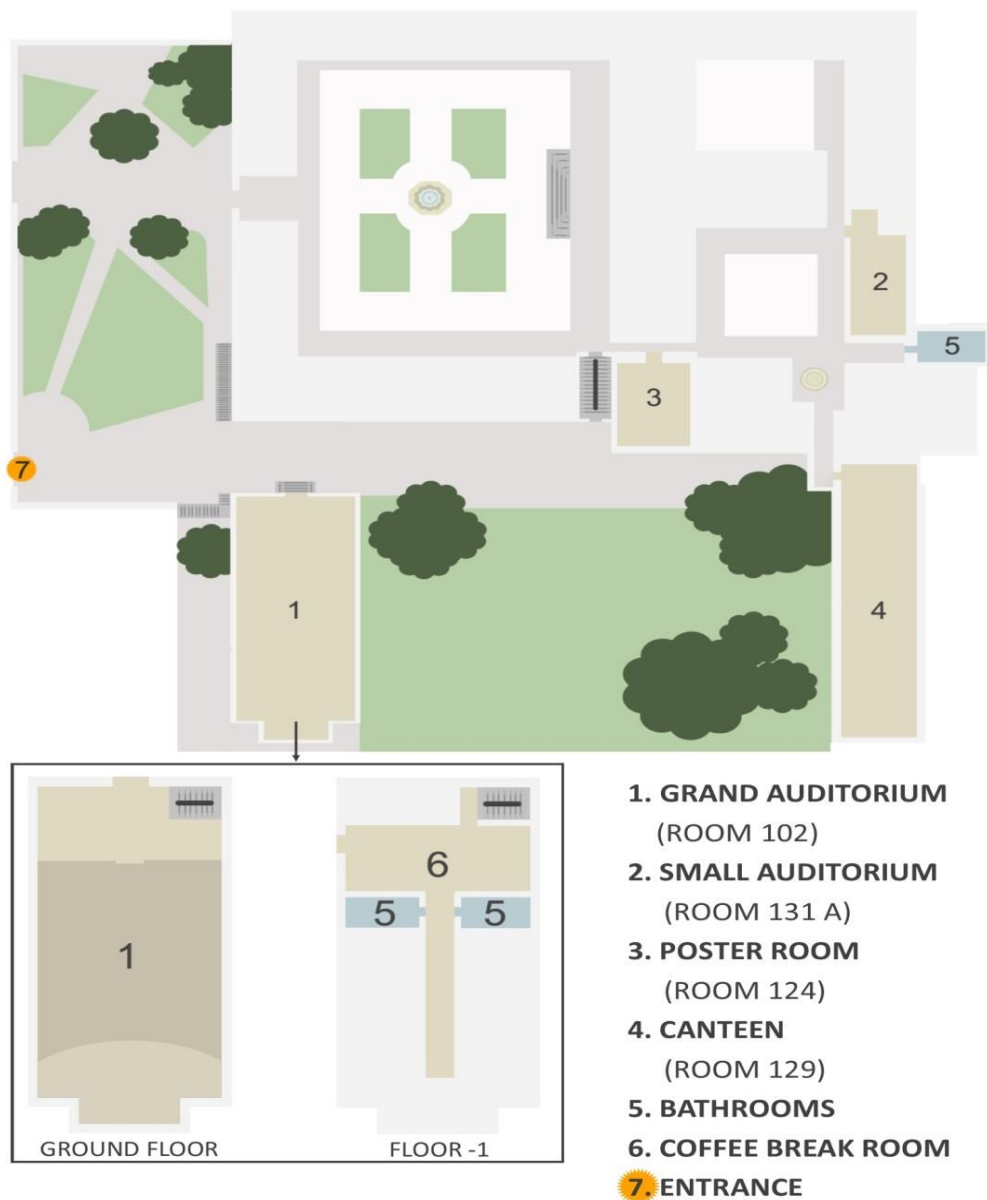 2
5
3
7
1
4
6
5 5
1
GROUND FLOOR
FLOOR -1
1. GRAND AUDITORIUM
(ROOM 102)
2. SMALL AUDITORIUM
(ROOM 131 A)
3. POSTER ROOM
(ROOM 124)
4. CANTEEN
(ROOM 129)
5. BATHROOMS
6. COFFEE BREAK ROOM
7. ENTRANCE